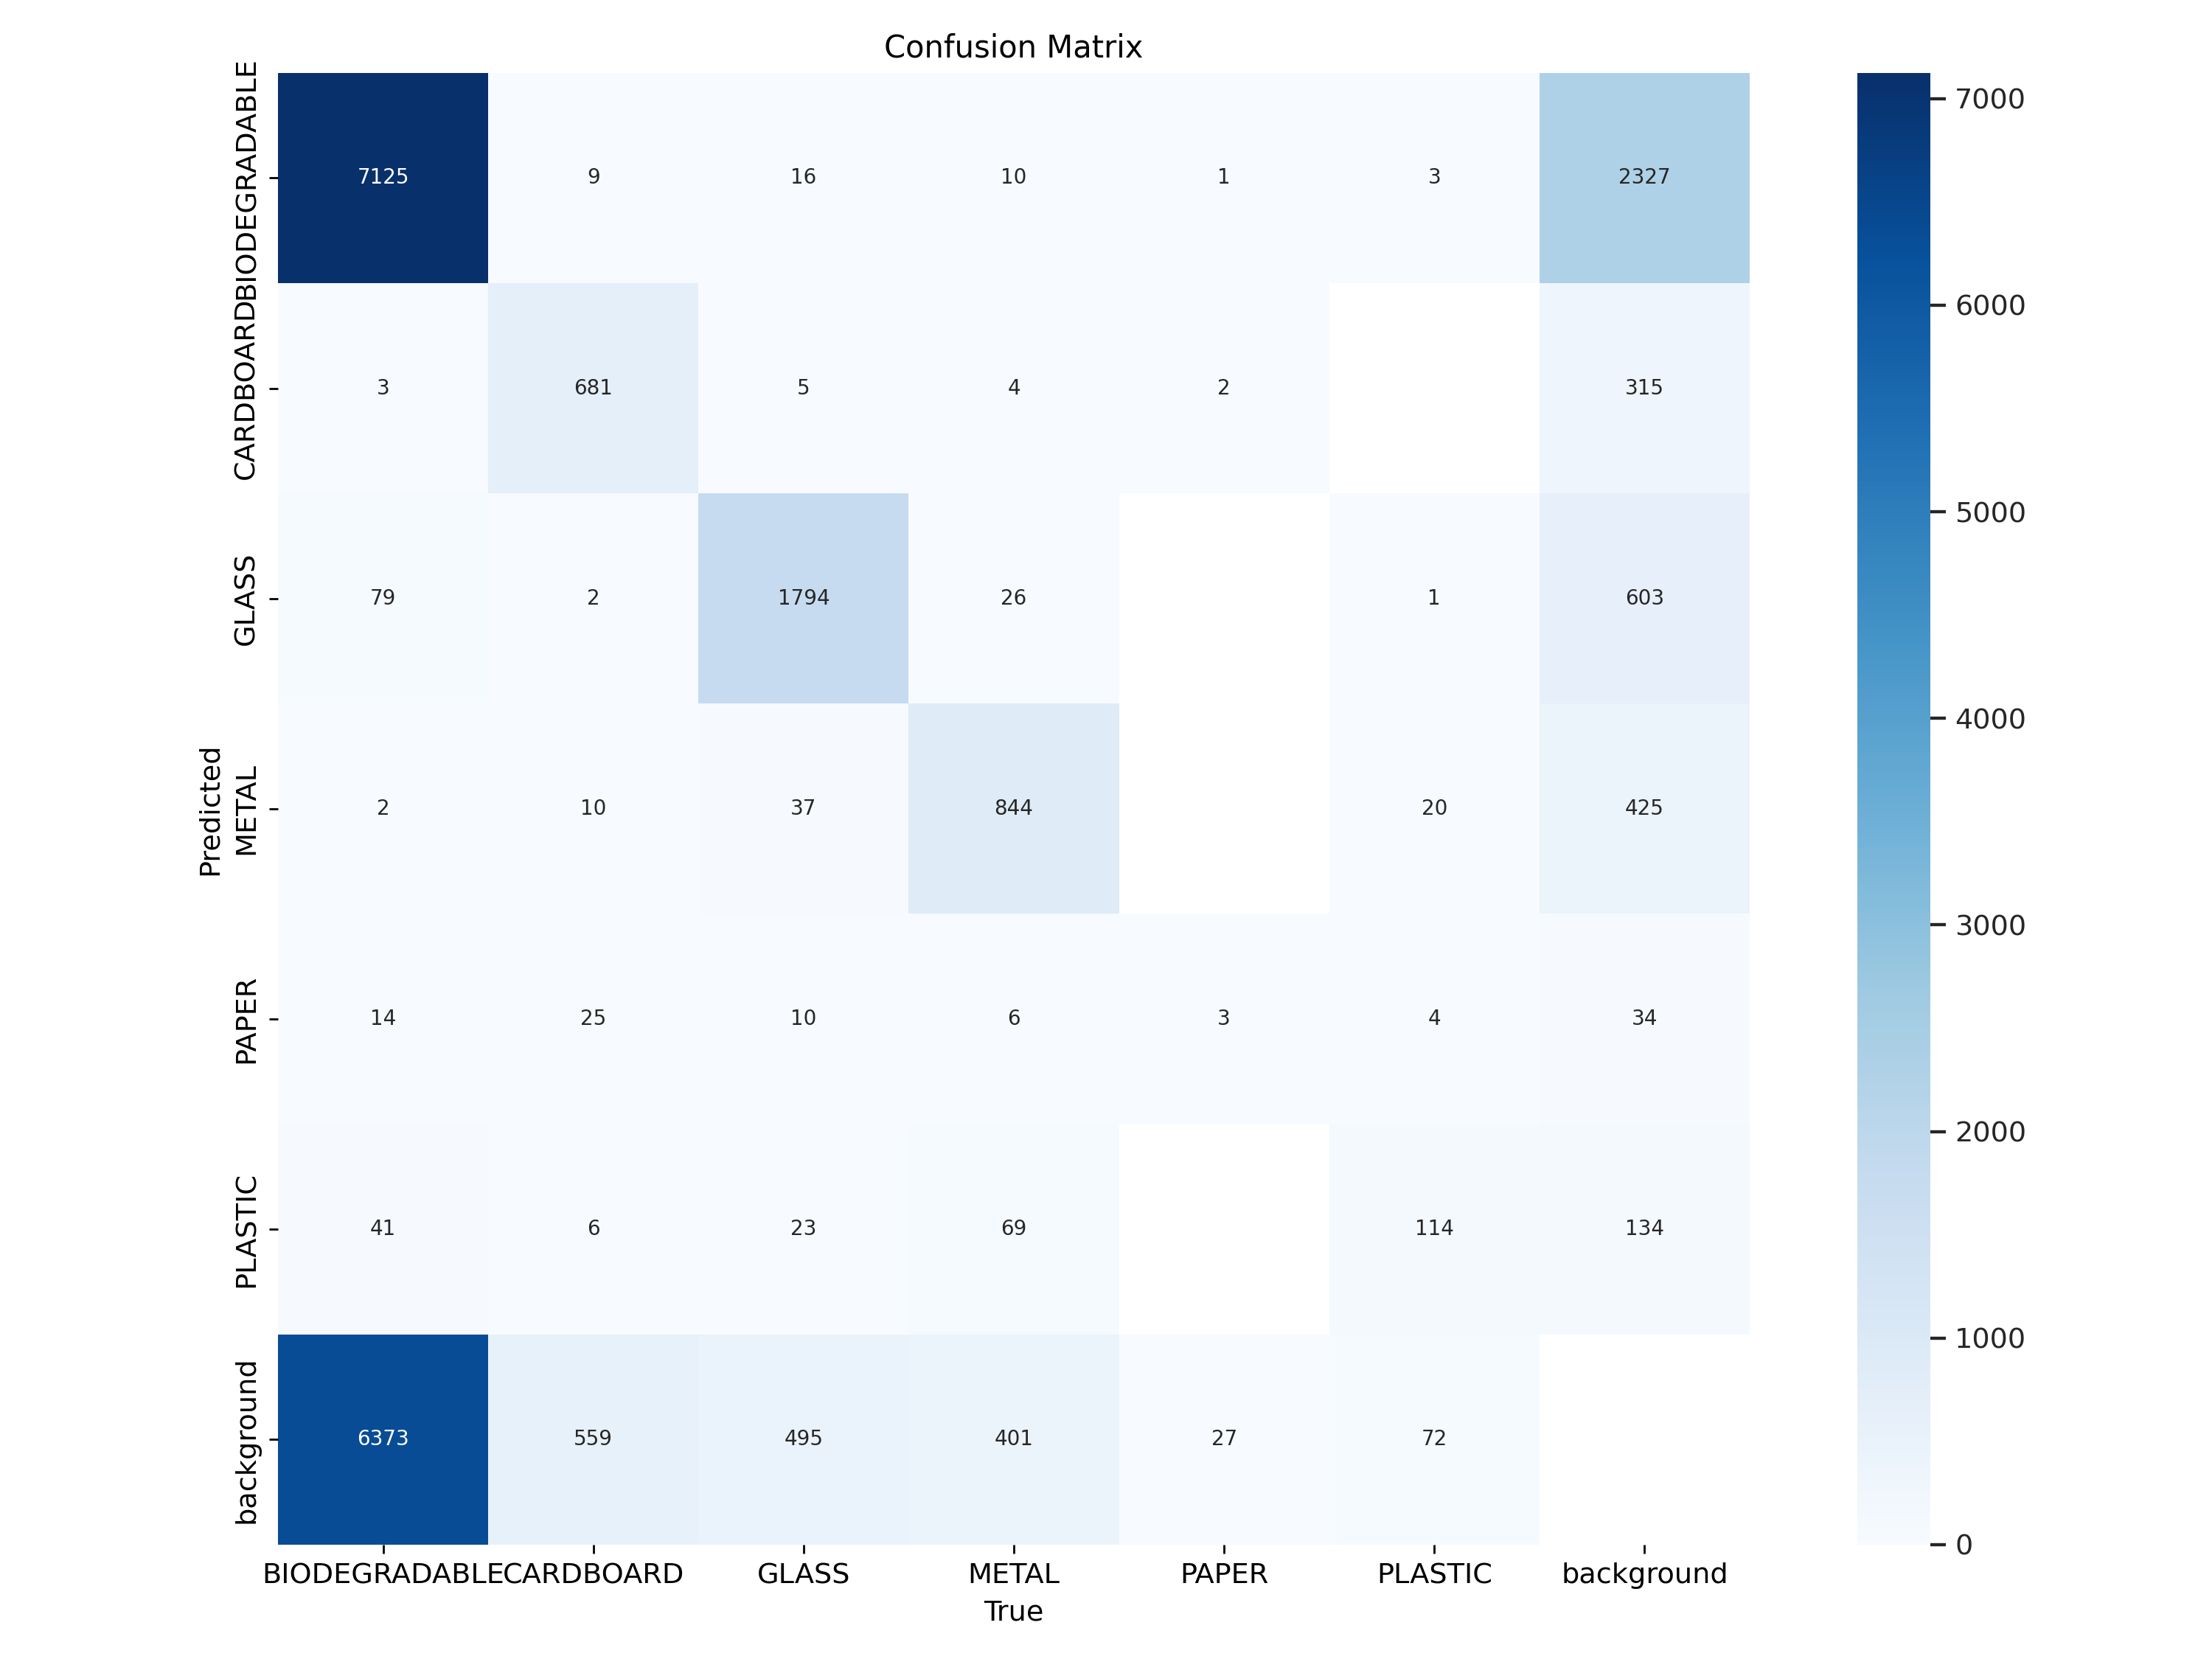 Confusion Matrix
BIODEGRADABLE
7125 9 16 10 1 3 2327
CARDBOARD
3 681 5 4 2 315
GLASS
79 2 1794 26 1 603
METAL
2 10 37 844 20 425
PAPER
14 25 10 6 3 4 34
PLASTIC
41 6 23 69 114 134
background
6373 559 495 401 27 72
Predicted
BIODEGRADABLE CARDBOARD GLASS METAL PAPER PLASTIC background
True
7000
6000
5000
4000
3000
2000
1000
0